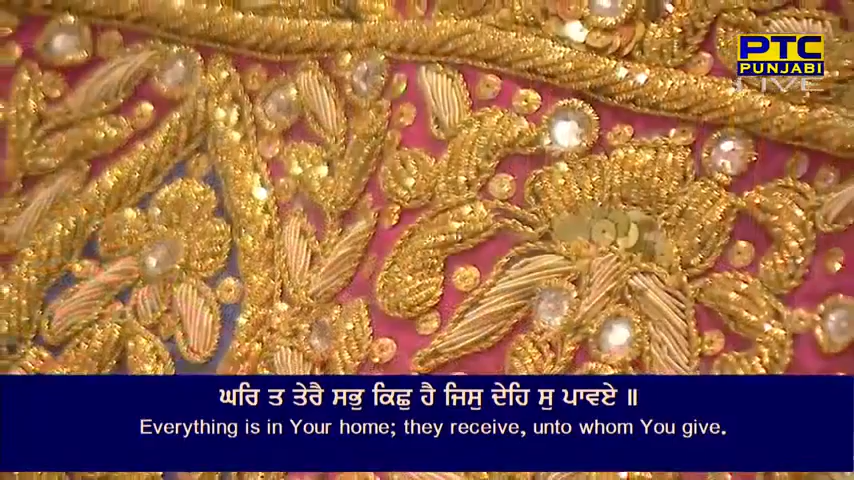 PTC
PUNJABI
LIVE
ਘਰਿ ਤ ਤੇਰੈ ਸਭੁ ਕਿਛੁ ਹੈ ਜਿਸੁ ਦੇਹਿ ਸੁ ਪਾਵਏ ॥
Everything is in Your home; they receive, unto whom You give.